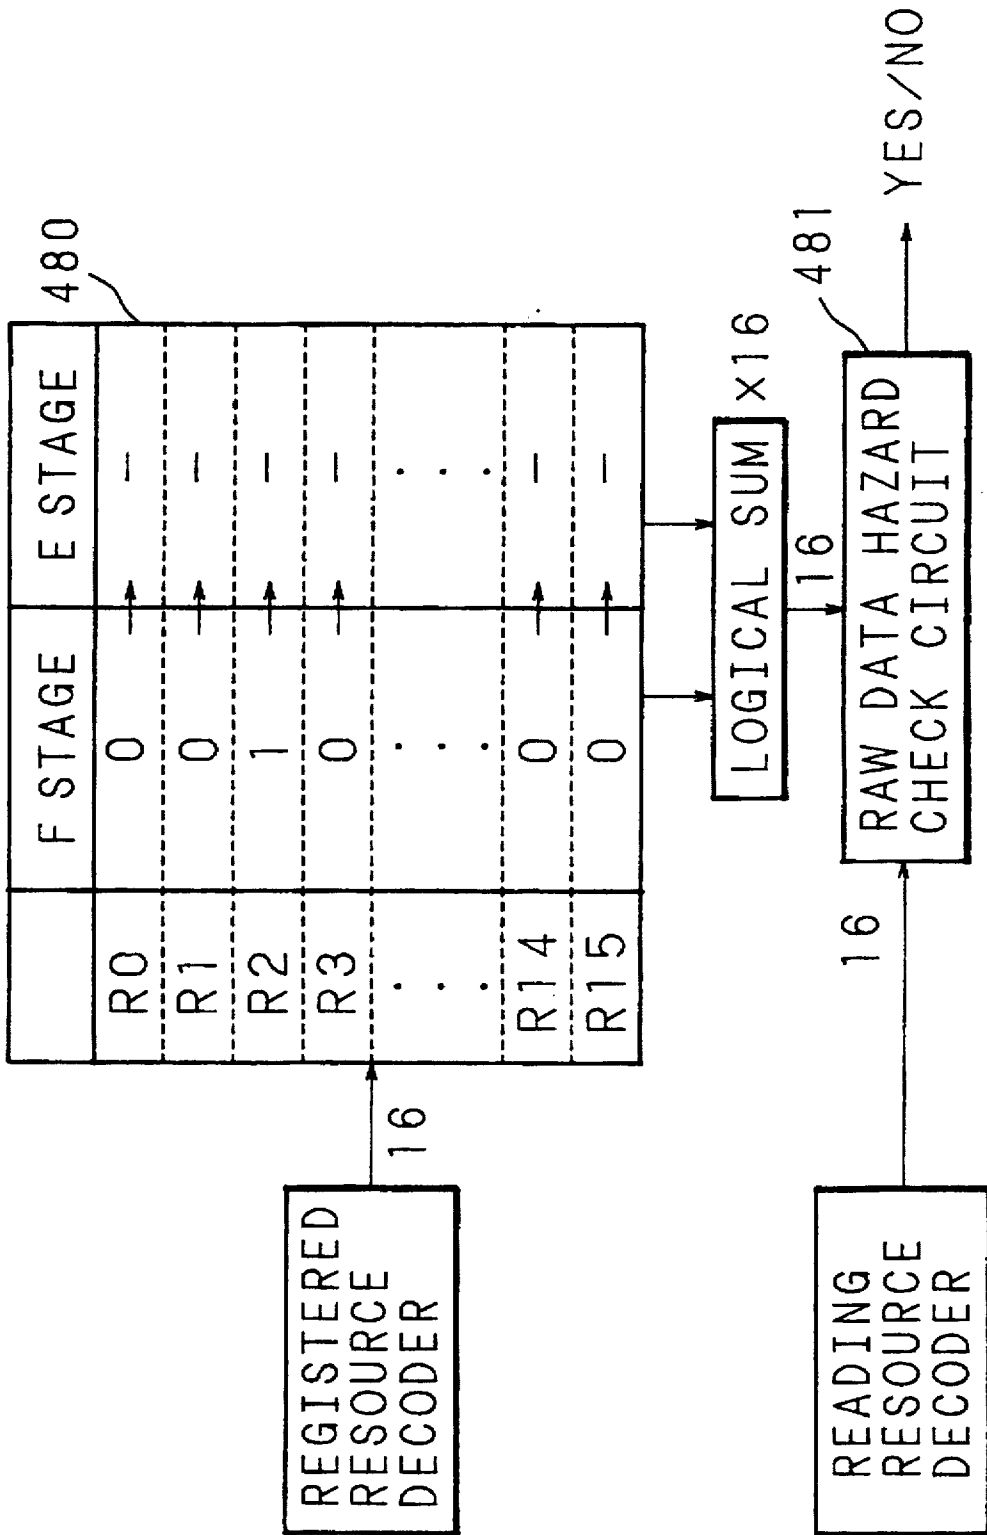 480
F STAGE E STAGE
R0 0 -
R1 0 -
R2 1 -
R3 0 -
... ... ...
R14 0 -
R15 0 -
REGISTERED
RESOURCE
DECODER
16
LOGICAL SUM ×16
16
481
READING
RESOURCE
DECODER
16
RAW DATA HAZARD
CHECK CIRCUIT
YES/NO